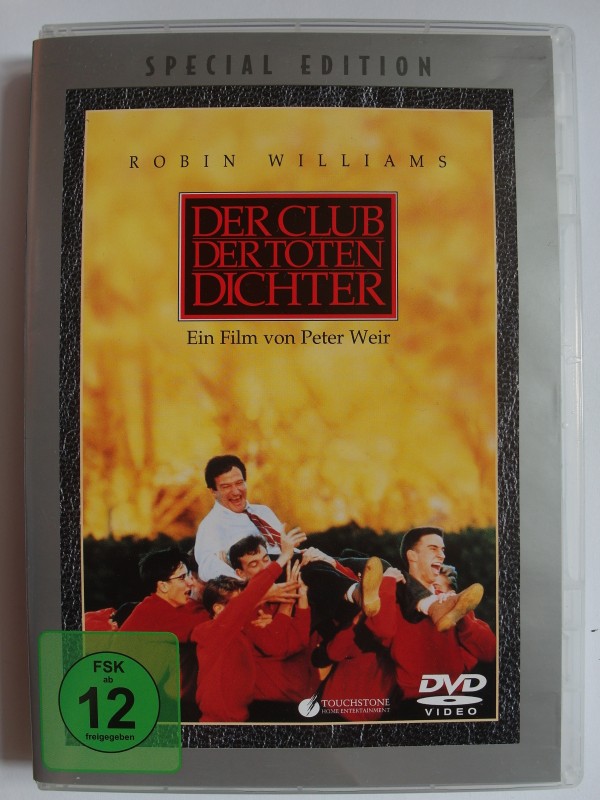 SPECIAL EDITION
ROBIN WILLIAMS
DER CLUB
DER TOTEN
DICHTER
Ein Film von Peter Weir
FSK
ab
12
freigegeben
TOUCHSTONE
HOME ENTERTAINMENT
DVD
VIDEO